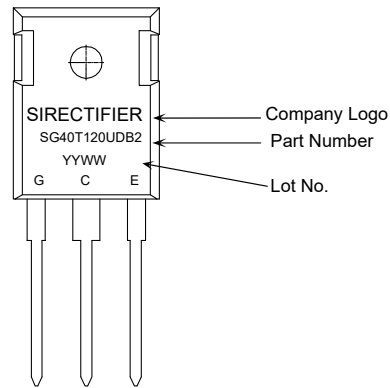 SIRECTIFIER
SG40T120UDB2
YYWW
G C E
Company Logo
Part Number
Lot No.